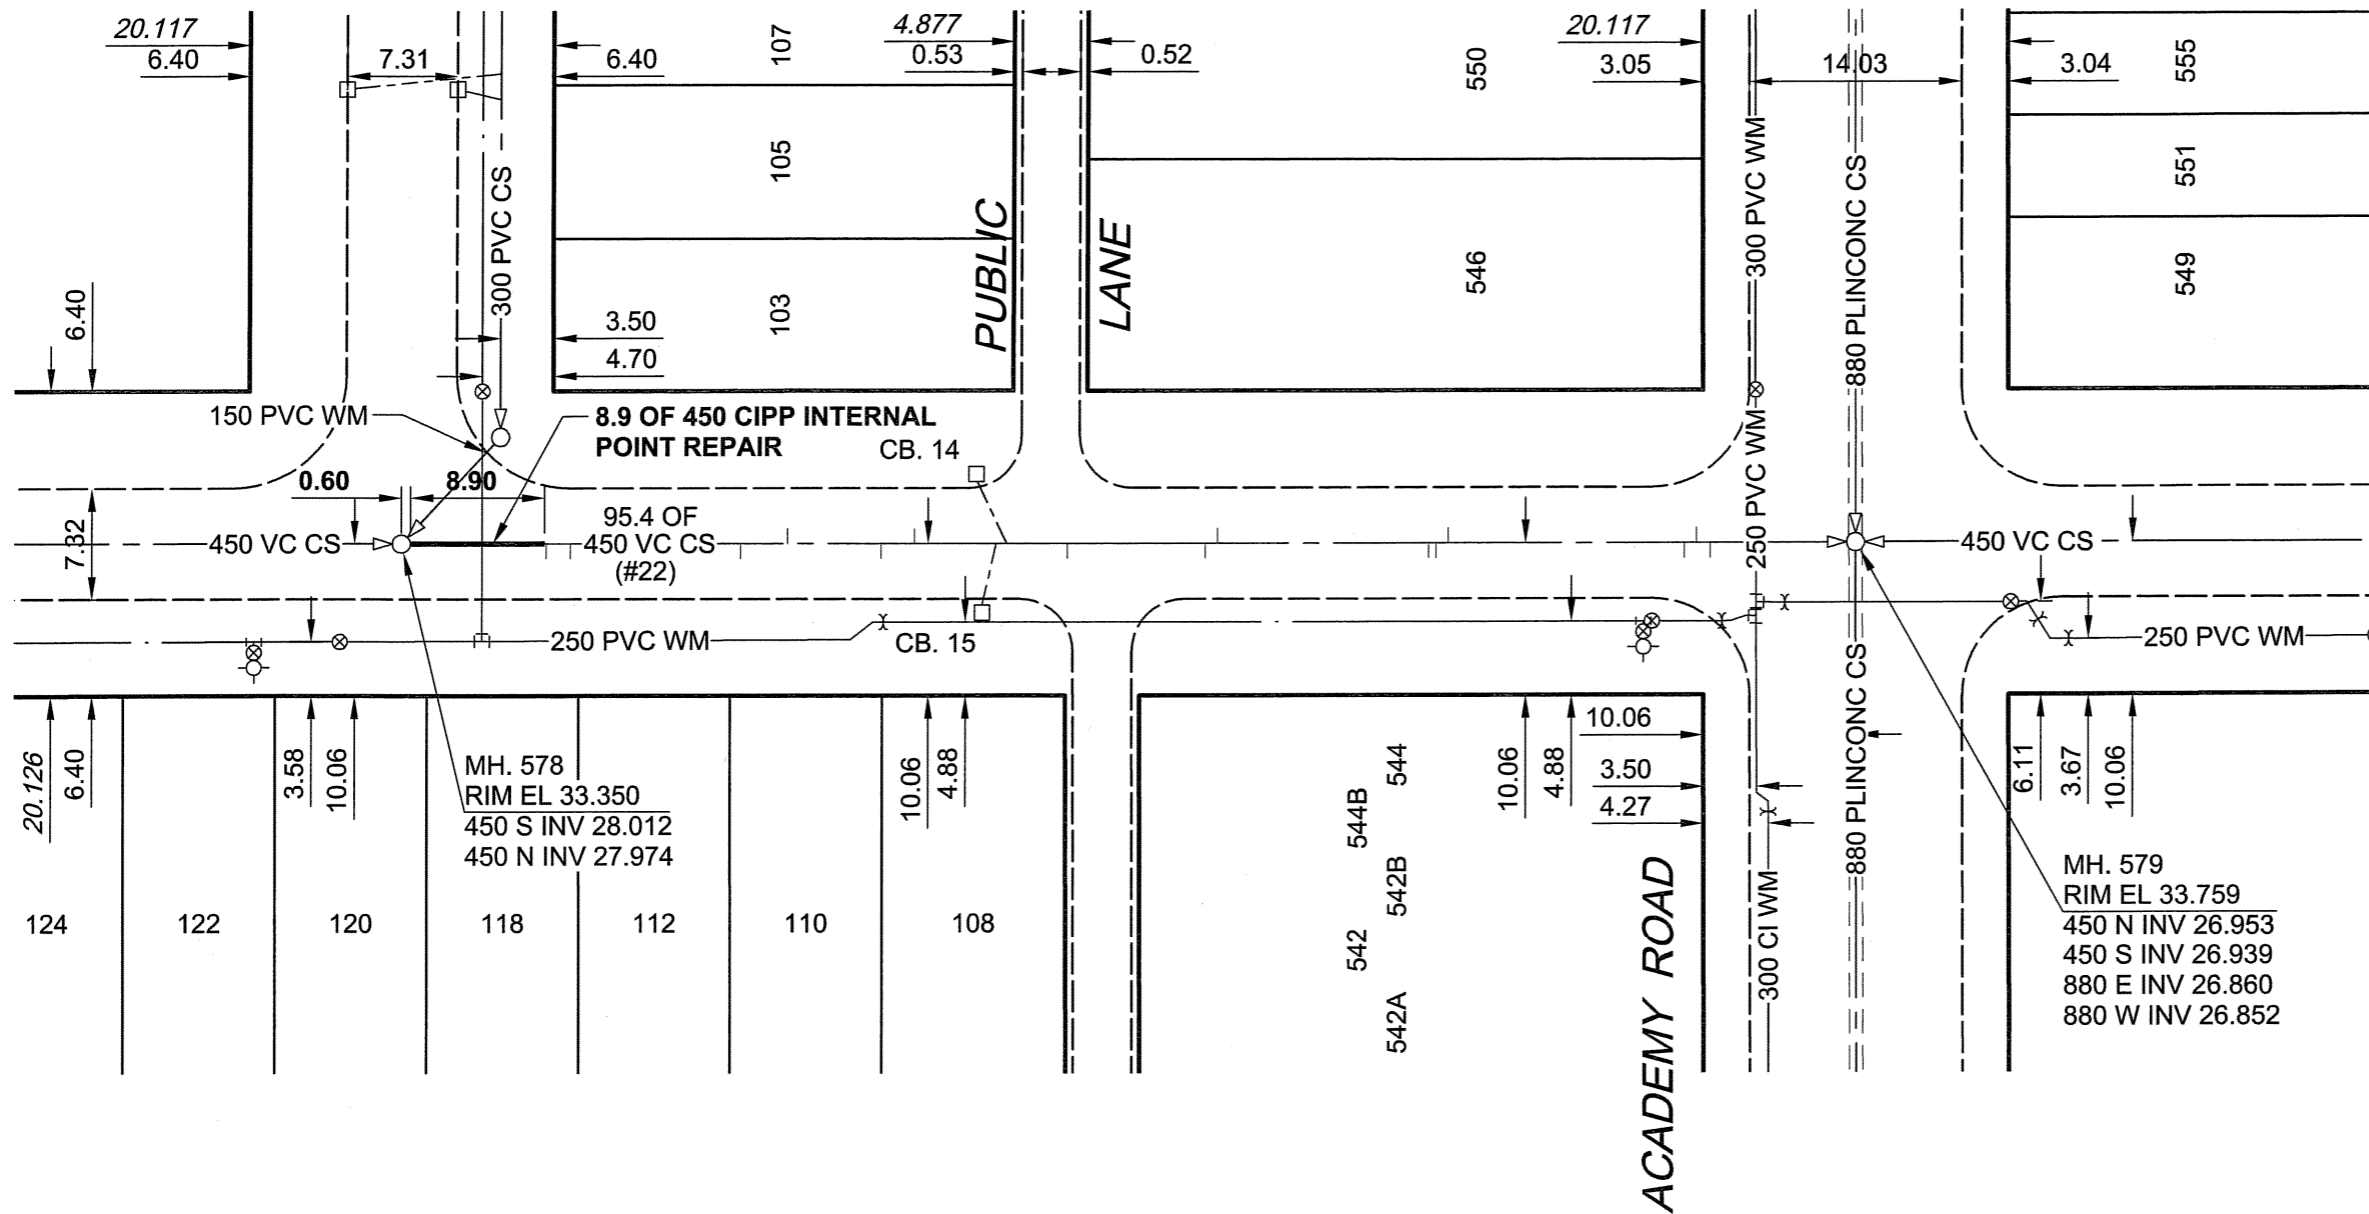 20.117
6.40
7.31
6.40
107
4.877
0.53
0.52
550
20.117
3.05
14.03
3.04
555
105
551
300 PVC CS
300 PVC WM
880 PLINCONC CS
PUBLIC
LANE
546
549
103
6.40
3.50
4.70
150 PVC WM
8.9 OF 450 CIPP INTERNAL
POINT REPAIR
CB. 14
250 PVC WM
0.60
8.90
7.32
450 VC CS
95.4 OF
450 VC CS
(#22)
450 VC CS
250 PVC WM
CB. 15
250 PVC WM
880 PLINCONC CS
20.126
6.40
3.58
10.06
MH. 578
RIM EL 33.350
450 S INV 28.012
450 N INV 27.974
10.06
4.88
544
544B
542B
542
542A
10.06
4.88
10.06
3.50
4.27
6.11
3.67
10.06
ACADEMY ROAD
300 CI WM
MH. 579
RIM EL 33.759
450 N INV 26.953
450 S INV 26.939
880 E INV 26.860
880 W INV 26.852
124
122
120
118
112
110
108